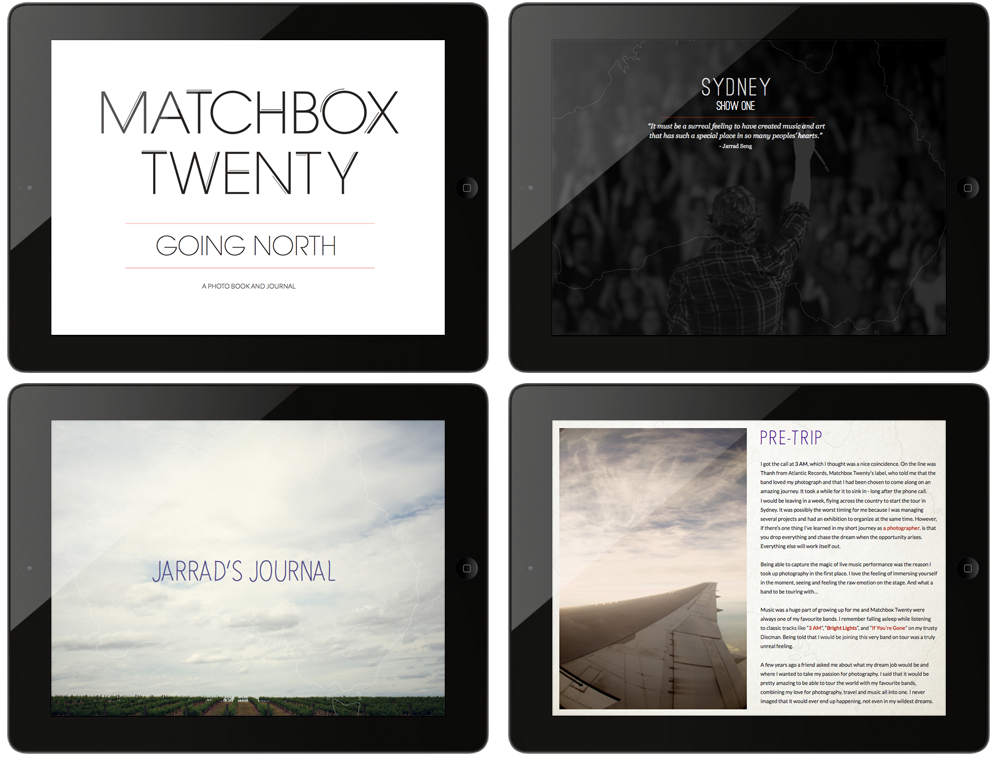 MATCHBOX
TWENTY
GOING NORTH
A PHOTO BOOK AND JOURNAL
SYDNEY
SHOW ONE
"It must be a surreal feeling to have created music and art
that has such a special place in so many peoples' hearts."
- Jarrad Seng
JARRAD'S JOURNAL
PRE-TRIP
I got the call at 3 AM, which I thought was a nice coincidence. On the line was
Thanh from Atlantic Records, Matchbox Twenty's label, who told me that the
band loved my photograph and that I had been chosen to come along on an
amazing journey. It took a while for it to sink in - long after the phone call.
I would be leaving in a week, flying across the country to start the tour in
Sydney. It was possibly the worst timing for me because I was managing
several projects and had an exhibition to organize at the same time. However,
if there's one thing I've learned in my short journey as a photographer, is that
you drop everything and chase the dream when the opportunity arises.
Everything else will work itself out.
Being able to capture the magic of live music performance was the reason I
took up photography in the first place. I love the feeling of immersing yourself
in the moment, seeing and feeling the raw emotion on the stage. And what a
band to be touring with...
Music was a huge part of growing up for me and Matchbox Twenty were
always one of my favourite bands. I remember falling asleep while listening
to classic tracks like "3 AM", "Bright Lights", and "If You're Gone" on my trusty
Discman. Being told that I would be joining this very band on tour was a truly
unreal feeling.
A few years ago a friend asked me about what my dream job would be and
where I wanted to take my passion for photography. I said that it would be
pretty amazing to be able to tour the world with my favourite bands,
combining my love for photography, travel and music all into one. I never
imaged that it would ever end up happening, not even in my wildest dreams.